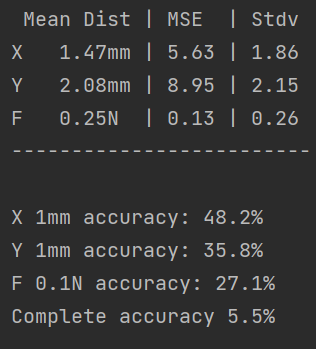 Mean Dist | MSE | Stdv
X 1.47mm | 5.63 | 1.86
Y 2.08mm | 8.95 | 2.15
F 0.25N | 0.13 | 0.26
-------------------------
X 1mm accuracy: 48.2%
Y 1mm accuracy: 35.8%
F 0.1N accuracy: 27.1%
Complete accuracy 5.5%